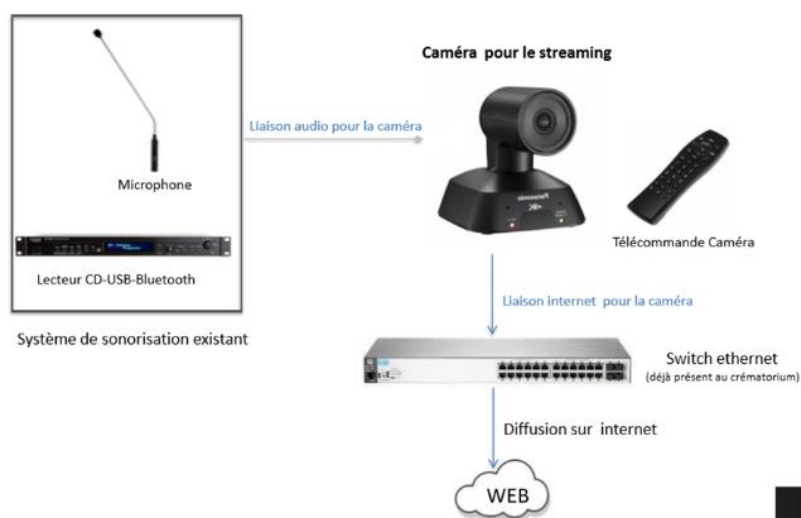 Caméra pour le streaming
Liaison audio pour la caméra
Microphone
Lecteur CD-USB-Bluetooth
Télécommande Caméra
Système de sonorisation existant
Liaison internet pour la caméra
Switch ethernet
(déjà présent au crématorium)
Diffusion sur internet
WEB